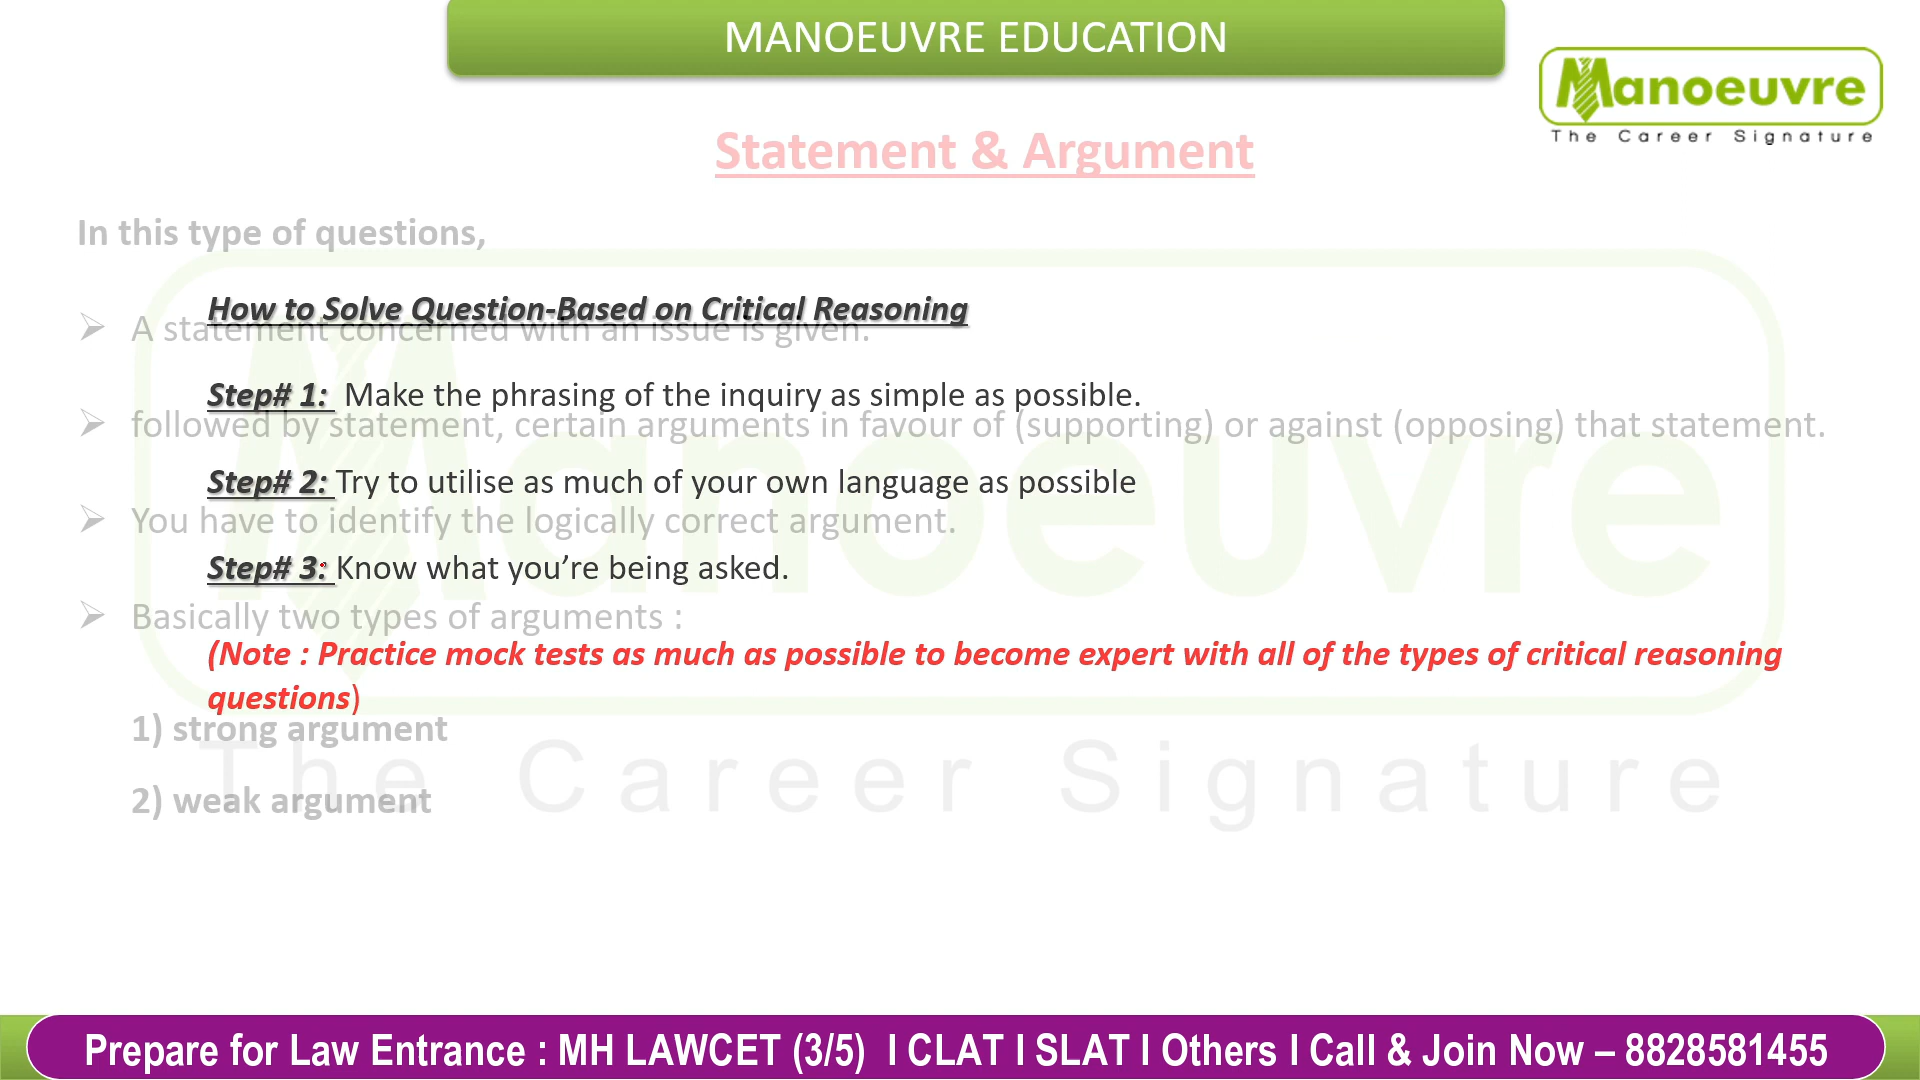 MANOEUVRE EDUCATION
Manoeuvre
The Career Signature
Statement & Argument
In this type of questions,
How to Solve Question-Based on Critical Reasoning
➢ A statement concerned with an issue is given.
Step# 1: Make the phrasing of the inquiry as simple as possible.
➢ followed by statement, certain arguments in favour of (supporting) or against (opposing) that statement.
Step# 2: Try to utilise as much of your own language as possible
➢ You have to identify the logically correct argument.
Step# 3: Know what you’re being asked.
➢ Basically two types of arguments :
(Note : Practice mock tests as much as possible to become expert with all of the types of critical reasoning
questions)
1) strong argument
2) weak argument
Manoeuvre
The Career Signature
Prepare for Law Entrance : MH LAWCET (3/5) I CLAT I SLAT I Others I Call & Join Now – 8828581455